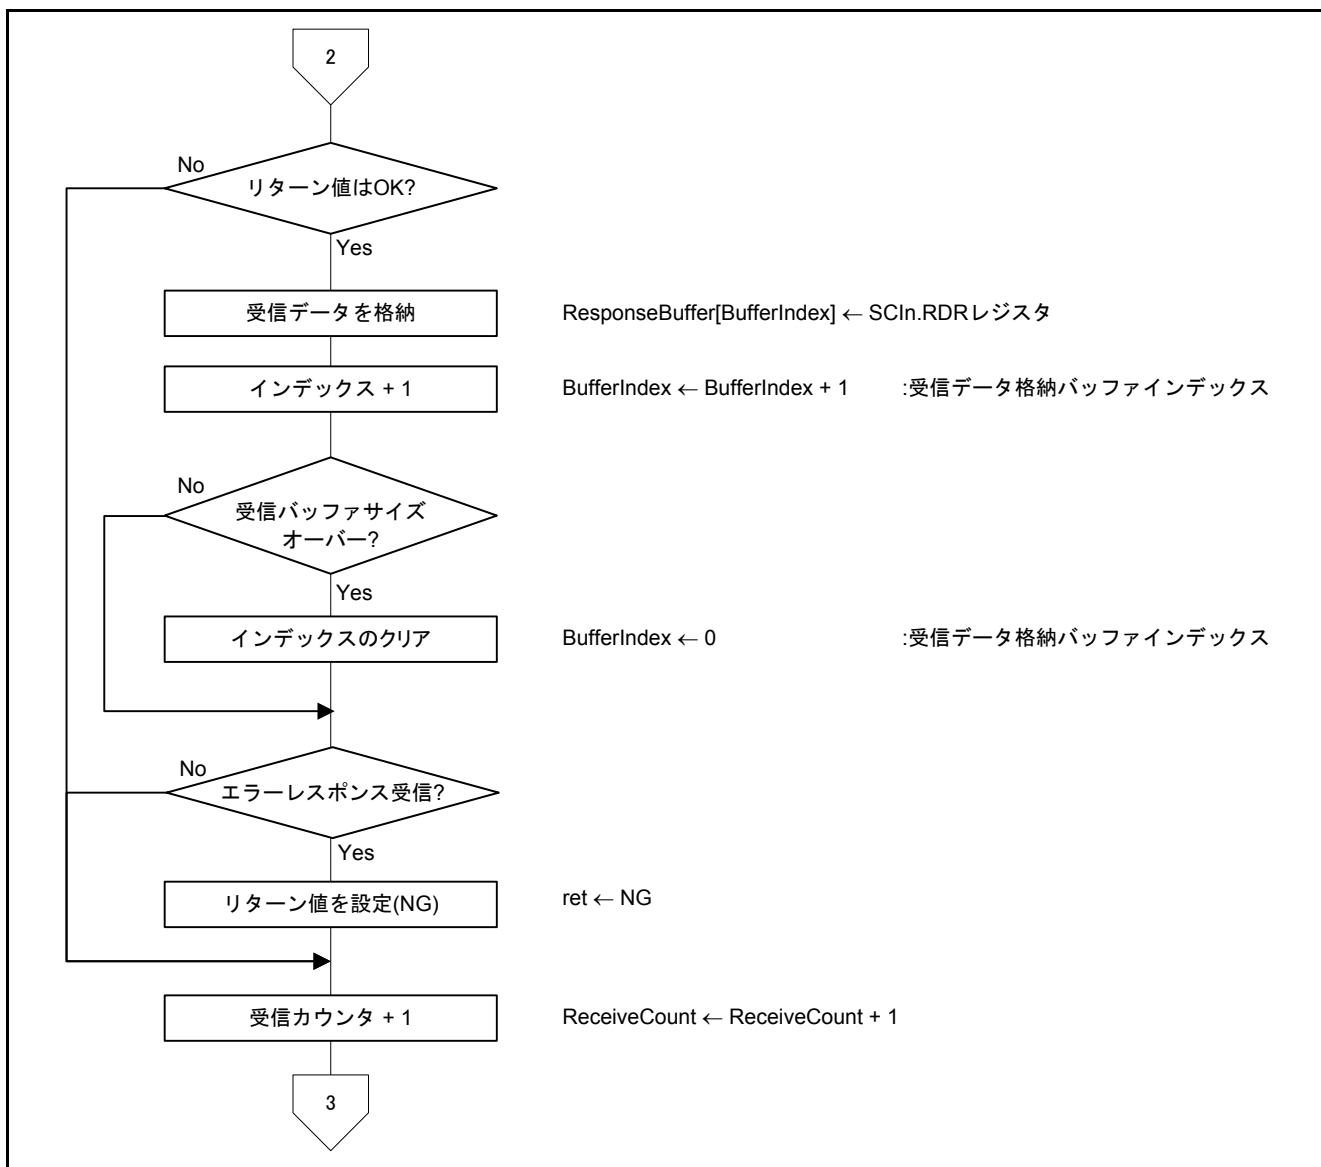 2
No
リターン値はOK?
Yes
受信データを格納
ResponseBuffer[BufferIndex] ← SCIn.RDRレジスタ
インデックス + 1
BufferIndex ← BufferIndex + 1 :受信データ格納バッファインデックス
No
受信バッファサイズ
オーバー?
Yes
インデックスのクリア
BufferIndex ← 0 :受信データ格納バッファインデックス
No
エラーレスポンス受信?
Yes
リターン値を設定(NG)
ret ← NG
受信カウンタ + 1
ReceiveCount ← ReceiveCount + 1
3